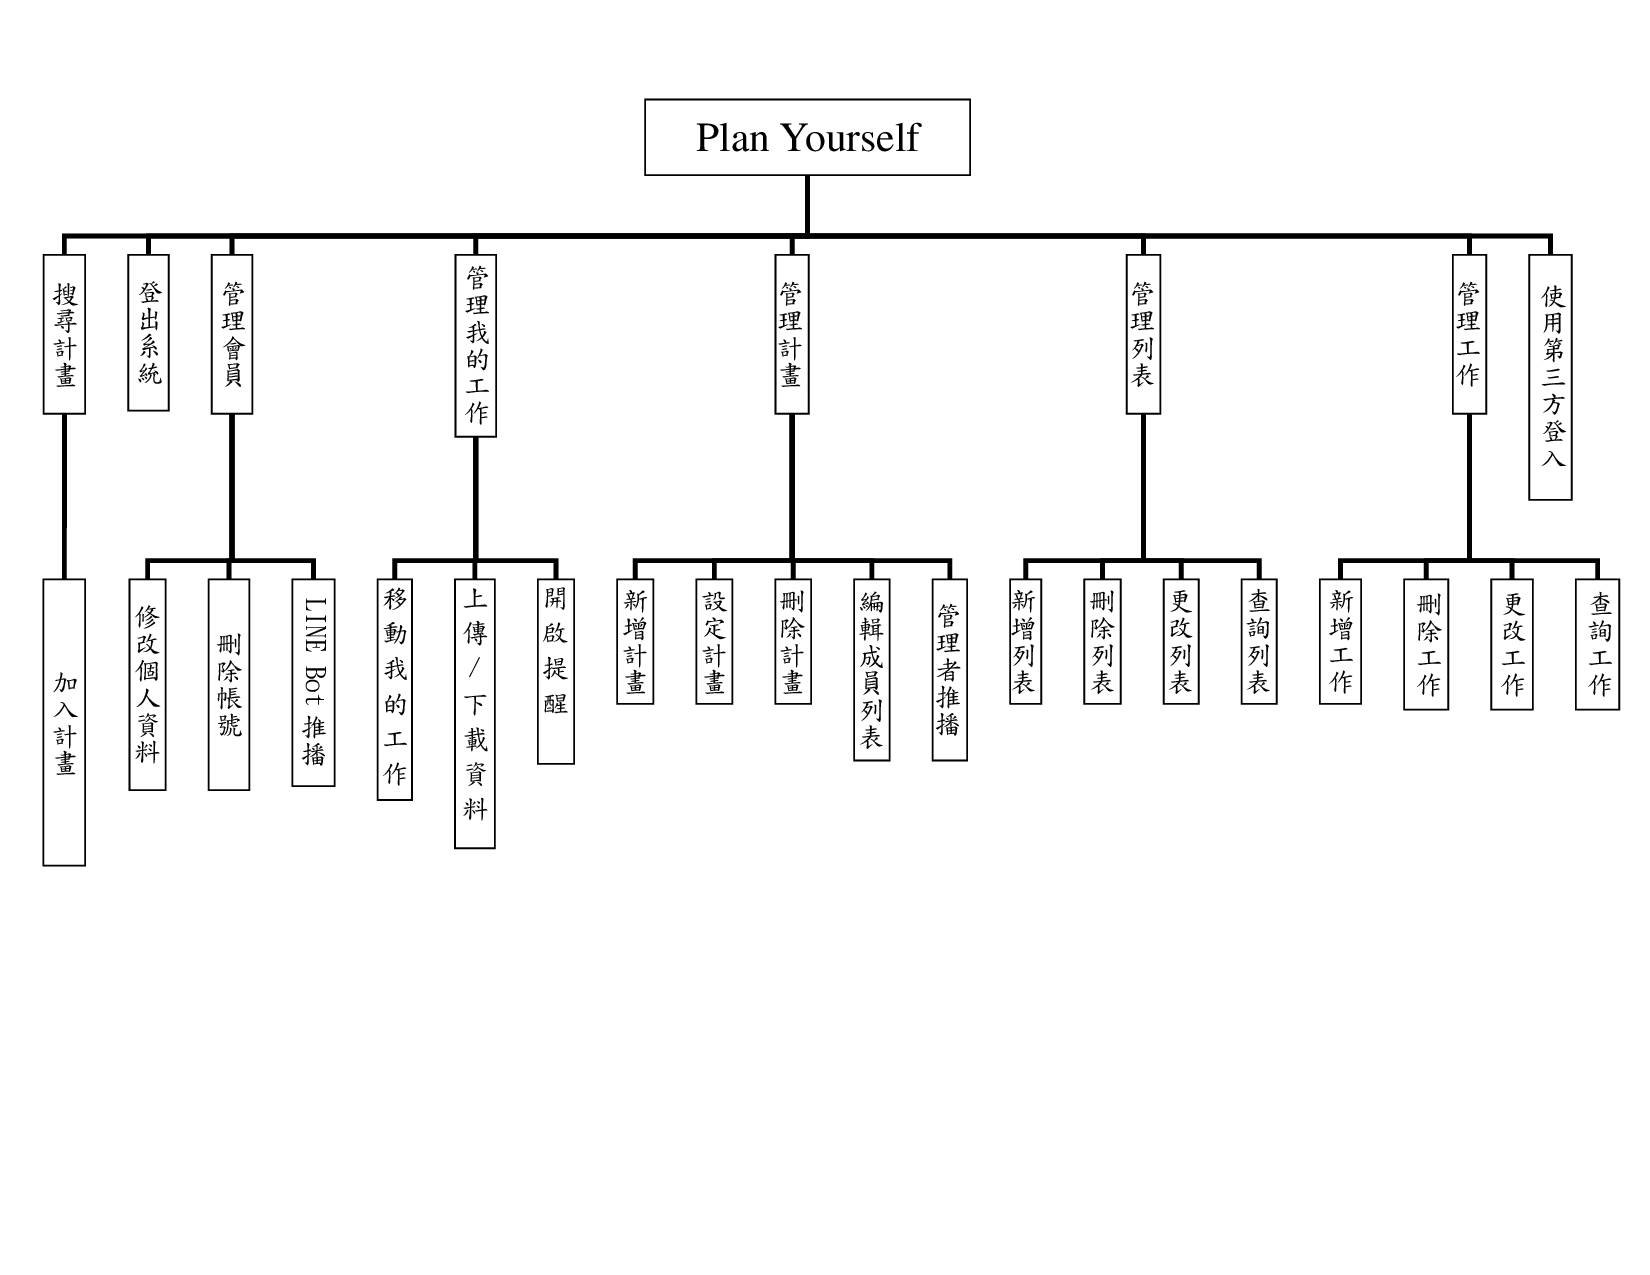 Plan Yourself
搜尋計畫
登出系統
管理會員
管理我的工作
管理計畫
管理列表
管理工作
使用第三方登入
加入計畫
修改個人資料
刪除帳號
LINE Bot 推播
移動我的工作
上傳/下載資料
開啟提醒
新增計畫
設定計畫
刪除計畫
編輯成員列表
管理者推播
新增列表
刪除列表
更改列表
查詢列表
新增工作
刪除工作
更改工作
查詢工作